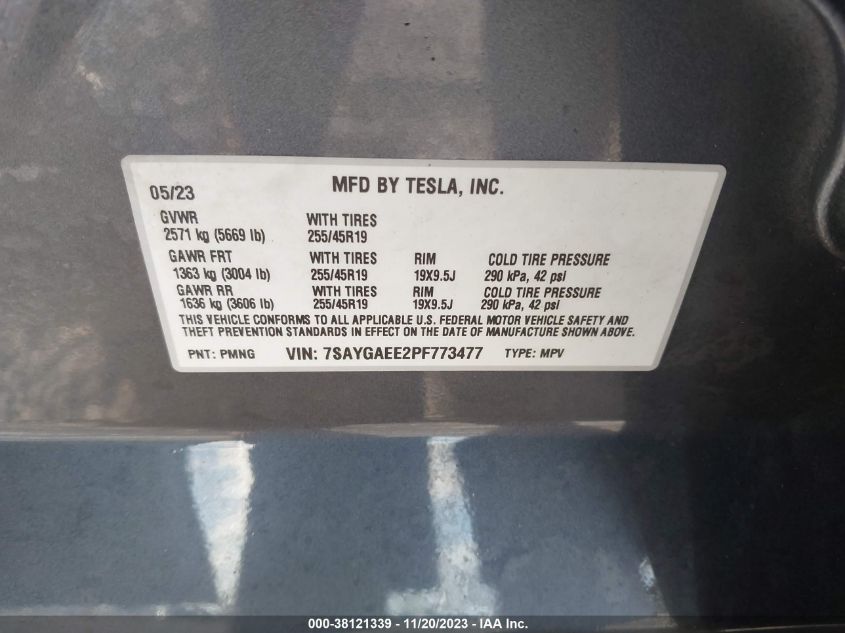 05/23 MFD BY TESLA, INC.
GVWR WITH TIRES
2571 kg (5669 lb) 255/45R19
GAWR FRT WITH TIRES RIM COLD TIRE PRESSURE
1363 kg (3004 lb) 255/45R19 19X9.5J 290 kPa, 42 psi
GAWR RR WITH TIRES RIM COLD TIRE PRESSURE
1636 kg (3606 lb) 255/45R19 19X9.5J 290 kPa, 42 psi
THIS VEHICLE CONFORMS TO ALL APPLICABLE U.S. FEDERAL MOTOR VEHICLE SAFETY AND
THEFT PREVENTION STANDARDS IN EFFECT ON THE DATE OF MANUFACTURE SHOWN ABOVE.
PNT: PMNG VIN: 7SAYGAEE2PF773477 TYPE: MPV
000-38121339 - 11/20/2023 - IAA Inc.